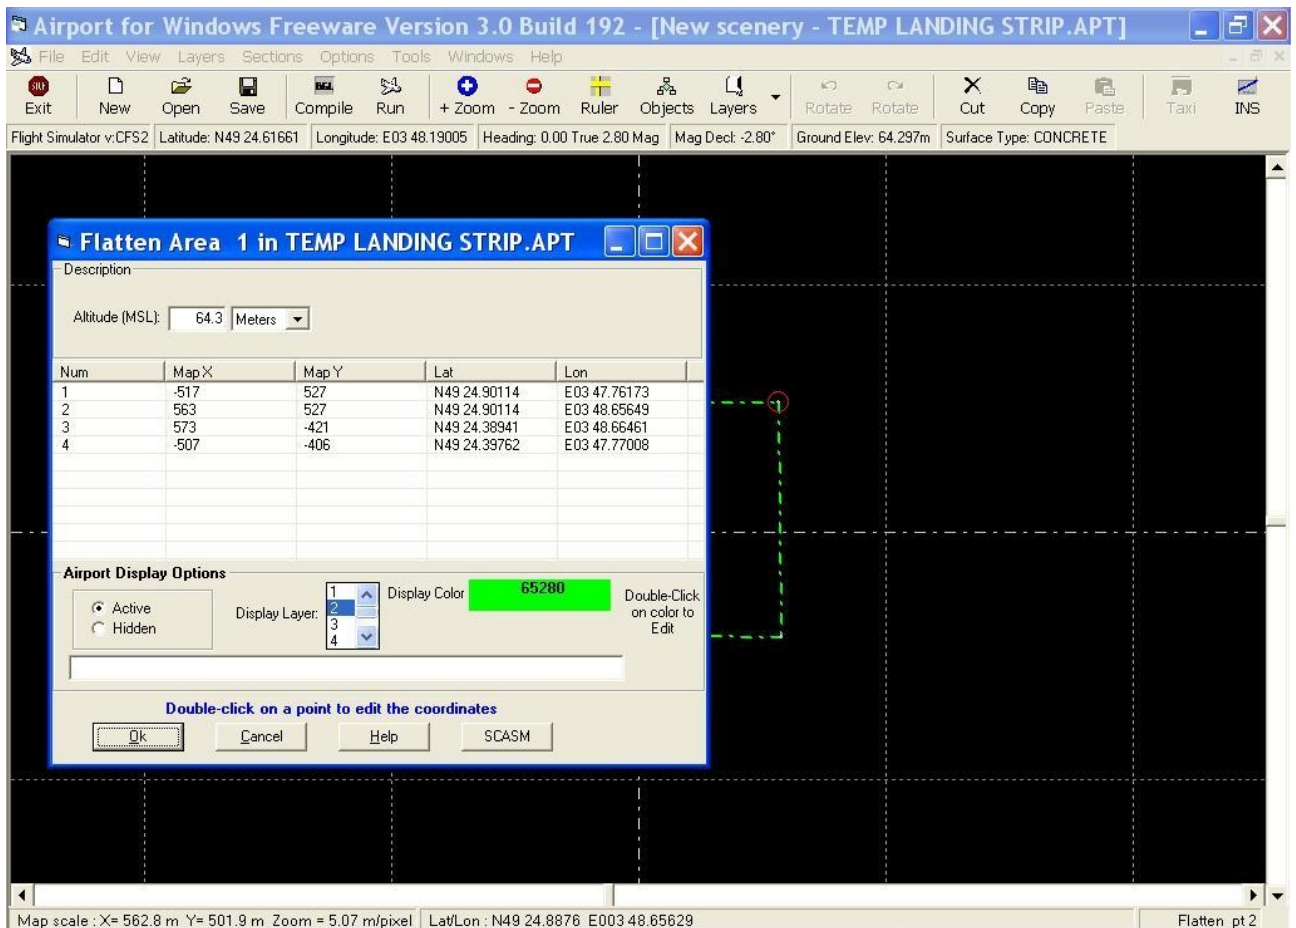 Airport for Windows Freeware Version 3.0 Build 192 - [New scenery - TEMP LANDING STRIP.APT]
File Edit View Layers Sections Options Tools Windows Help
Exit New Open Save Compile Run + Zoom - Zoom Ruler Objects Layers Rotate Rotate Cut Copy Paste Taxi INS
Flight Simulator v:CFS2 Latitude: N49 24.61661 Longitude: E03 48.19005 Heading: 0.00 True 2.80 Mag Mag Decl: -2.80° Ground Elev: 64.297m Surface Type: CONCRETE
Flatten Area 1 in TEMP LANDING STRIP.APT
Description
Altitude (MSL): 64.3 Meters
Num Map X Map Y Lat Lon
1 -517 527 N49 24.90114 E03 47.76173
2 563 527 N49 24.90114 E03 48.65649
3 573 -421 N49 24.38941 E03 48.66461
4 -507 -406 N49 24.39762 E03 47.77008
Airport Display Options
Active
Hidden
Display Layer:
1
2
3
4
Display Color 65280
Double-Click
on color to
Edit
Double-click on a point to edit the coordinates
Ok Cancel Help SCASM
Map scale : X= 562.8 m Y= 501.9 m Zoom = 5.07 m/pixel Lat/Lon : N49 24.8876 E003 48.65629 Flatten pt 2